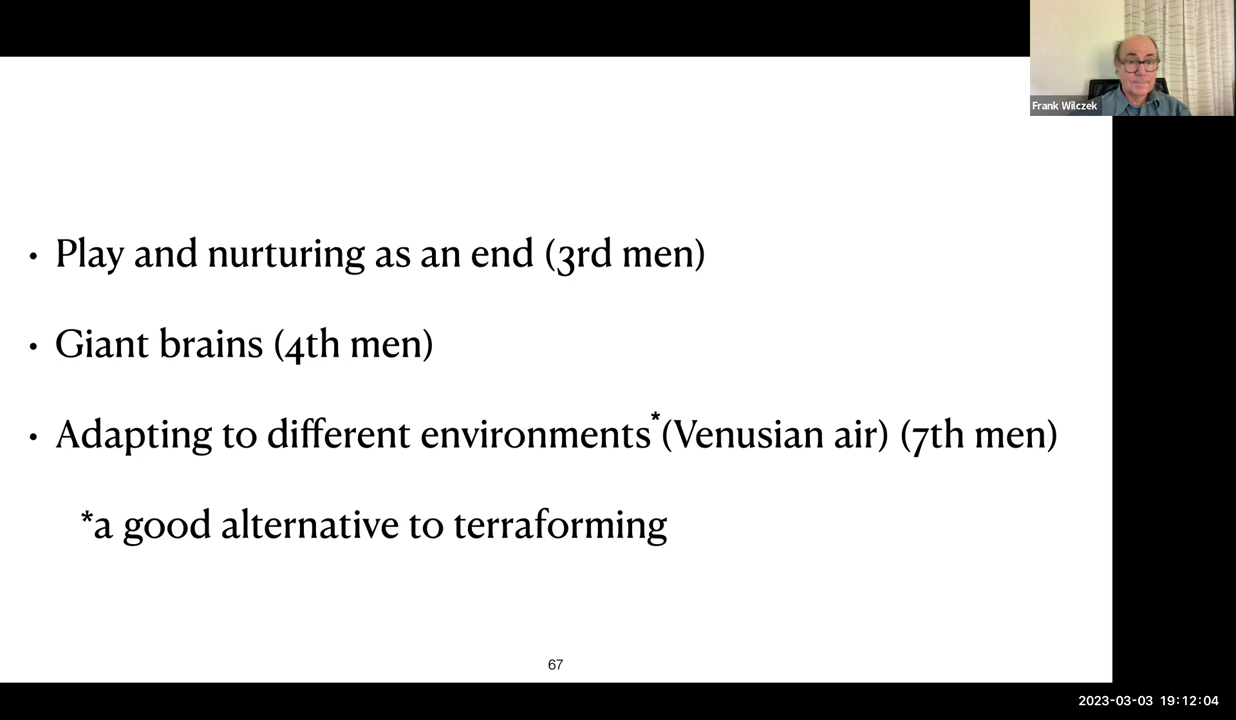 Frank Wilczek
• Play and nurturing as an end (3rd men)
• Giant brains (4th men)
• Adapting to different environments*(Venusian air) (7th men)
*a good alternative to terraforming
67
2023-03-03 19:12:04